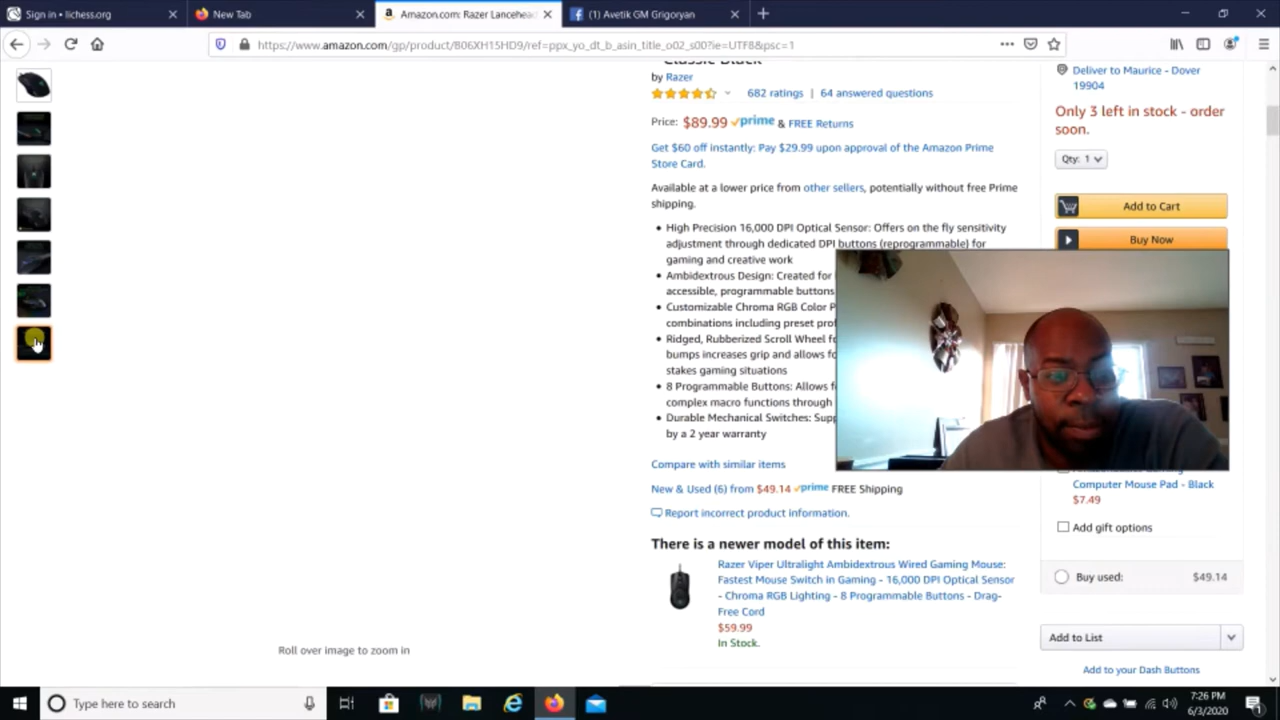 Sign in • lichess.org
New Tab
Amazon.com: Razer Lancehead
(1) Avetik GM Grigoryan
https://www.amazon.com/gp/product/B06XH15HD9/ref=ppx_yo_dt_b_asin_title_o02_s00?ie=UTF8&psc=1
Classic Black
by Razer
682 ratings | 64 answered questions
Price: $89.99 prime & FREE Returns
Get $60 off instantly: Pay $29.99 upon approval of the Amazon Prime
Store Card.
Available at a lower price from other sellers, potentially without free Prime
shipping.
• High Precision 16,000 DPI Optical Sensor: Offers on the fly sensitivity
adjustment through dedicated DPI buttons (reprogrammable) for
gaming and creative work
• Ambidextrous Design: Created for
accessible, programmable buttons
• Customizable Chroma RGB Color P
combinations including preset prof
• Ridged, Rubberized Scroll Wheel f
bumps increases grip and allows fo
stakes gaming situations
• 8 Programmable Buttons: Allows f
complex macro functions through
• Durable Mechanical Switches: Supp
by a 2 year warranty
Compare with similar items
New & Used (6) from $49.14 prime FREE Shipping
Report incorrect product information.
There is a newer model of this item:
Razer Viper Ultralight Ambidextrous Wired Gaming Mouse:
Fastest Mouse Switch in Gaming - 16,000 DPI Optical Sensor
- Chroma RGB Lighting - 8 Programmable Buttons - Drag-
Free Cord
$59.99
In Stock.
Roll over image to zoom in
Deliver to Maurice - Dover
19904
Only 3 left in stock - order
soon.
Qty: 1
Add to Cart
Buy Now
Computer Mouse Pad - Black
$7.49
Add gift options
Buy used: $49.14
Add to List
Add to your Dash Buttons
Type here to search
7:26 PM
6/3/2020